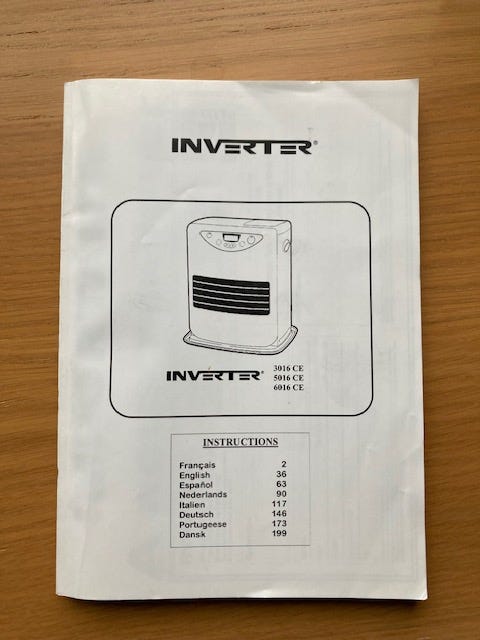 INVERTER®
INVERTER® 3016 CE
5016 CE
6016 CE
INSTRUCTIONS
Français 2
English 36
Español 63
Nederlands 90
Italien 117
Deutsch 146
Portugeese 173
Dansk 199